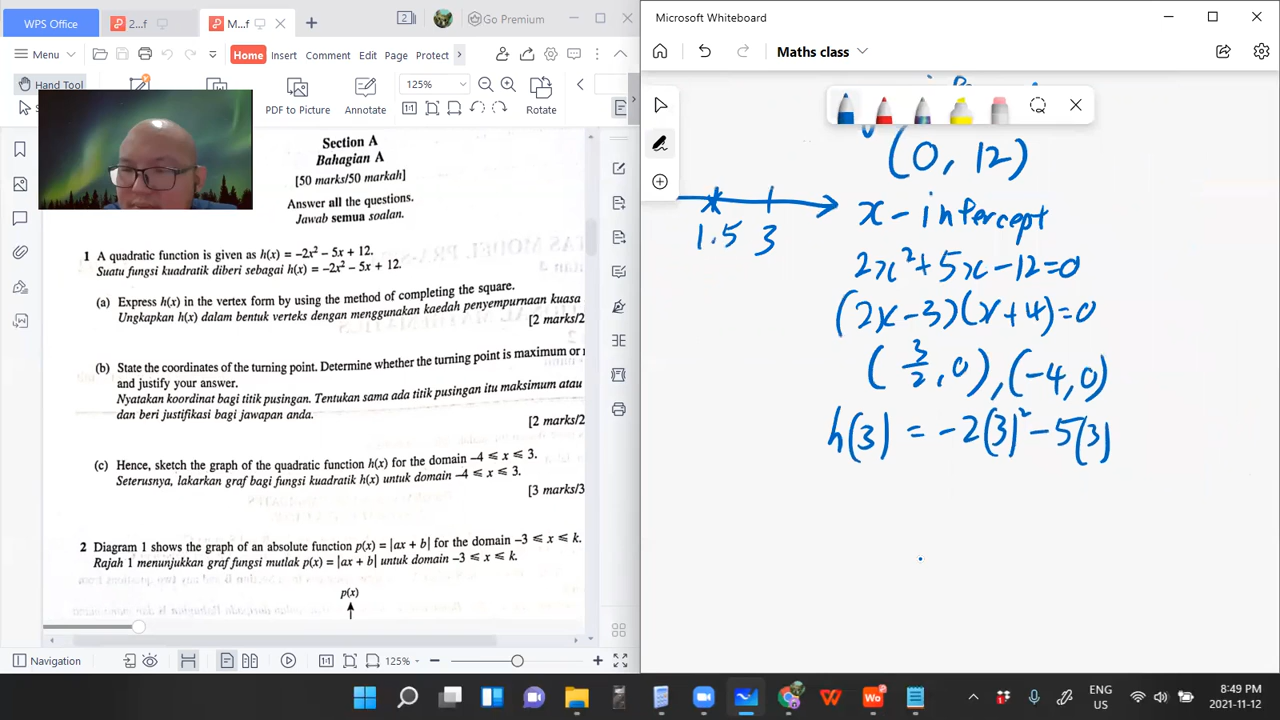 WPS Office
2...f
M...f
2
Go Premium
Menu
Home Insert Comment Edit Page Protect
Hand Tool
PDF to Picture
Annotate
125%
Rotate
Section A
Bahagian A
[50 marks/50 markah]
Answer all the questions.
Jawab semua soalan.
1 A quadratic function is given as h(x) = –2x² – 5x + 12.
Suatu fungsi kuadratik diberi sebagai h(x) = –2x² – 5x + 12.
(a) Express h(x) in the vertex form by using the method of completing the square.
Ungkapkan h(x) dalam bentuk verteks dengan menggunakan kaedah penyempurnaan kuasa
[2 marks/2
(b) State the coordinates of the turning point. Determine whether the turning point is maximum or
and justify your answer.
Nyatakan koordinat bagi titik pusingan. Tentukan sama ada titik pusingan itu maksimum atau
dan beri justifikasi bagi jawapan anda.
[2 marks/2
(c) Hence, sketch the graph of the quadratic function h(x) for the domain –4 ≤ x ≤ 3.
Seterusnya, lakarkan graf bagi fungsi kuadratik h(x) untuk domain –4 ≤ x ≤ 3.
[3 marks/3
2 Diagram 1 shows the graph of an absolute function p(x) = |ax + b| for the domain –3 ≤ x ≤ k.
Rajah 1 menunjukkan graf fungsi mutlak p(x) = |ax + b| untuk domain –3 ≤ x ≤ k.
p(x)
Navigation
125%
Microsoft Whiteboard
Maths class
(0, 12)
x-intercept
1.5 3
2x²+5x-12=0
(2x-3)(x+4)=0
(3/2, 0), (-4, 0)
h(3) = -2(3)² - 5(3)
ENG
US
8:49 PM
2021-11-12